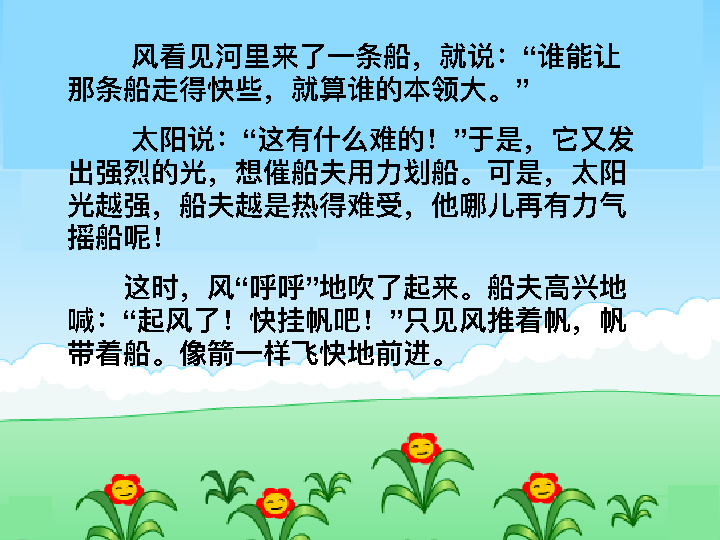 风看见河里来了一条船，就说：“谁能让
那条船走得快些，就算谁的本领大。”
太阳说：“这有什么难的！”于是，它又发
出强烈的光，想催船夫用力划船。可是，太阳
光越强，船夫越是热得难受，他哪儿再有力气
摇船呢！
这时，风“呼呼”地吹了起来。船夫高兴地
喊：“起风了！快挂帆吧！”只见风推着帆，帆
带着船。像箭一样飞快地前进。